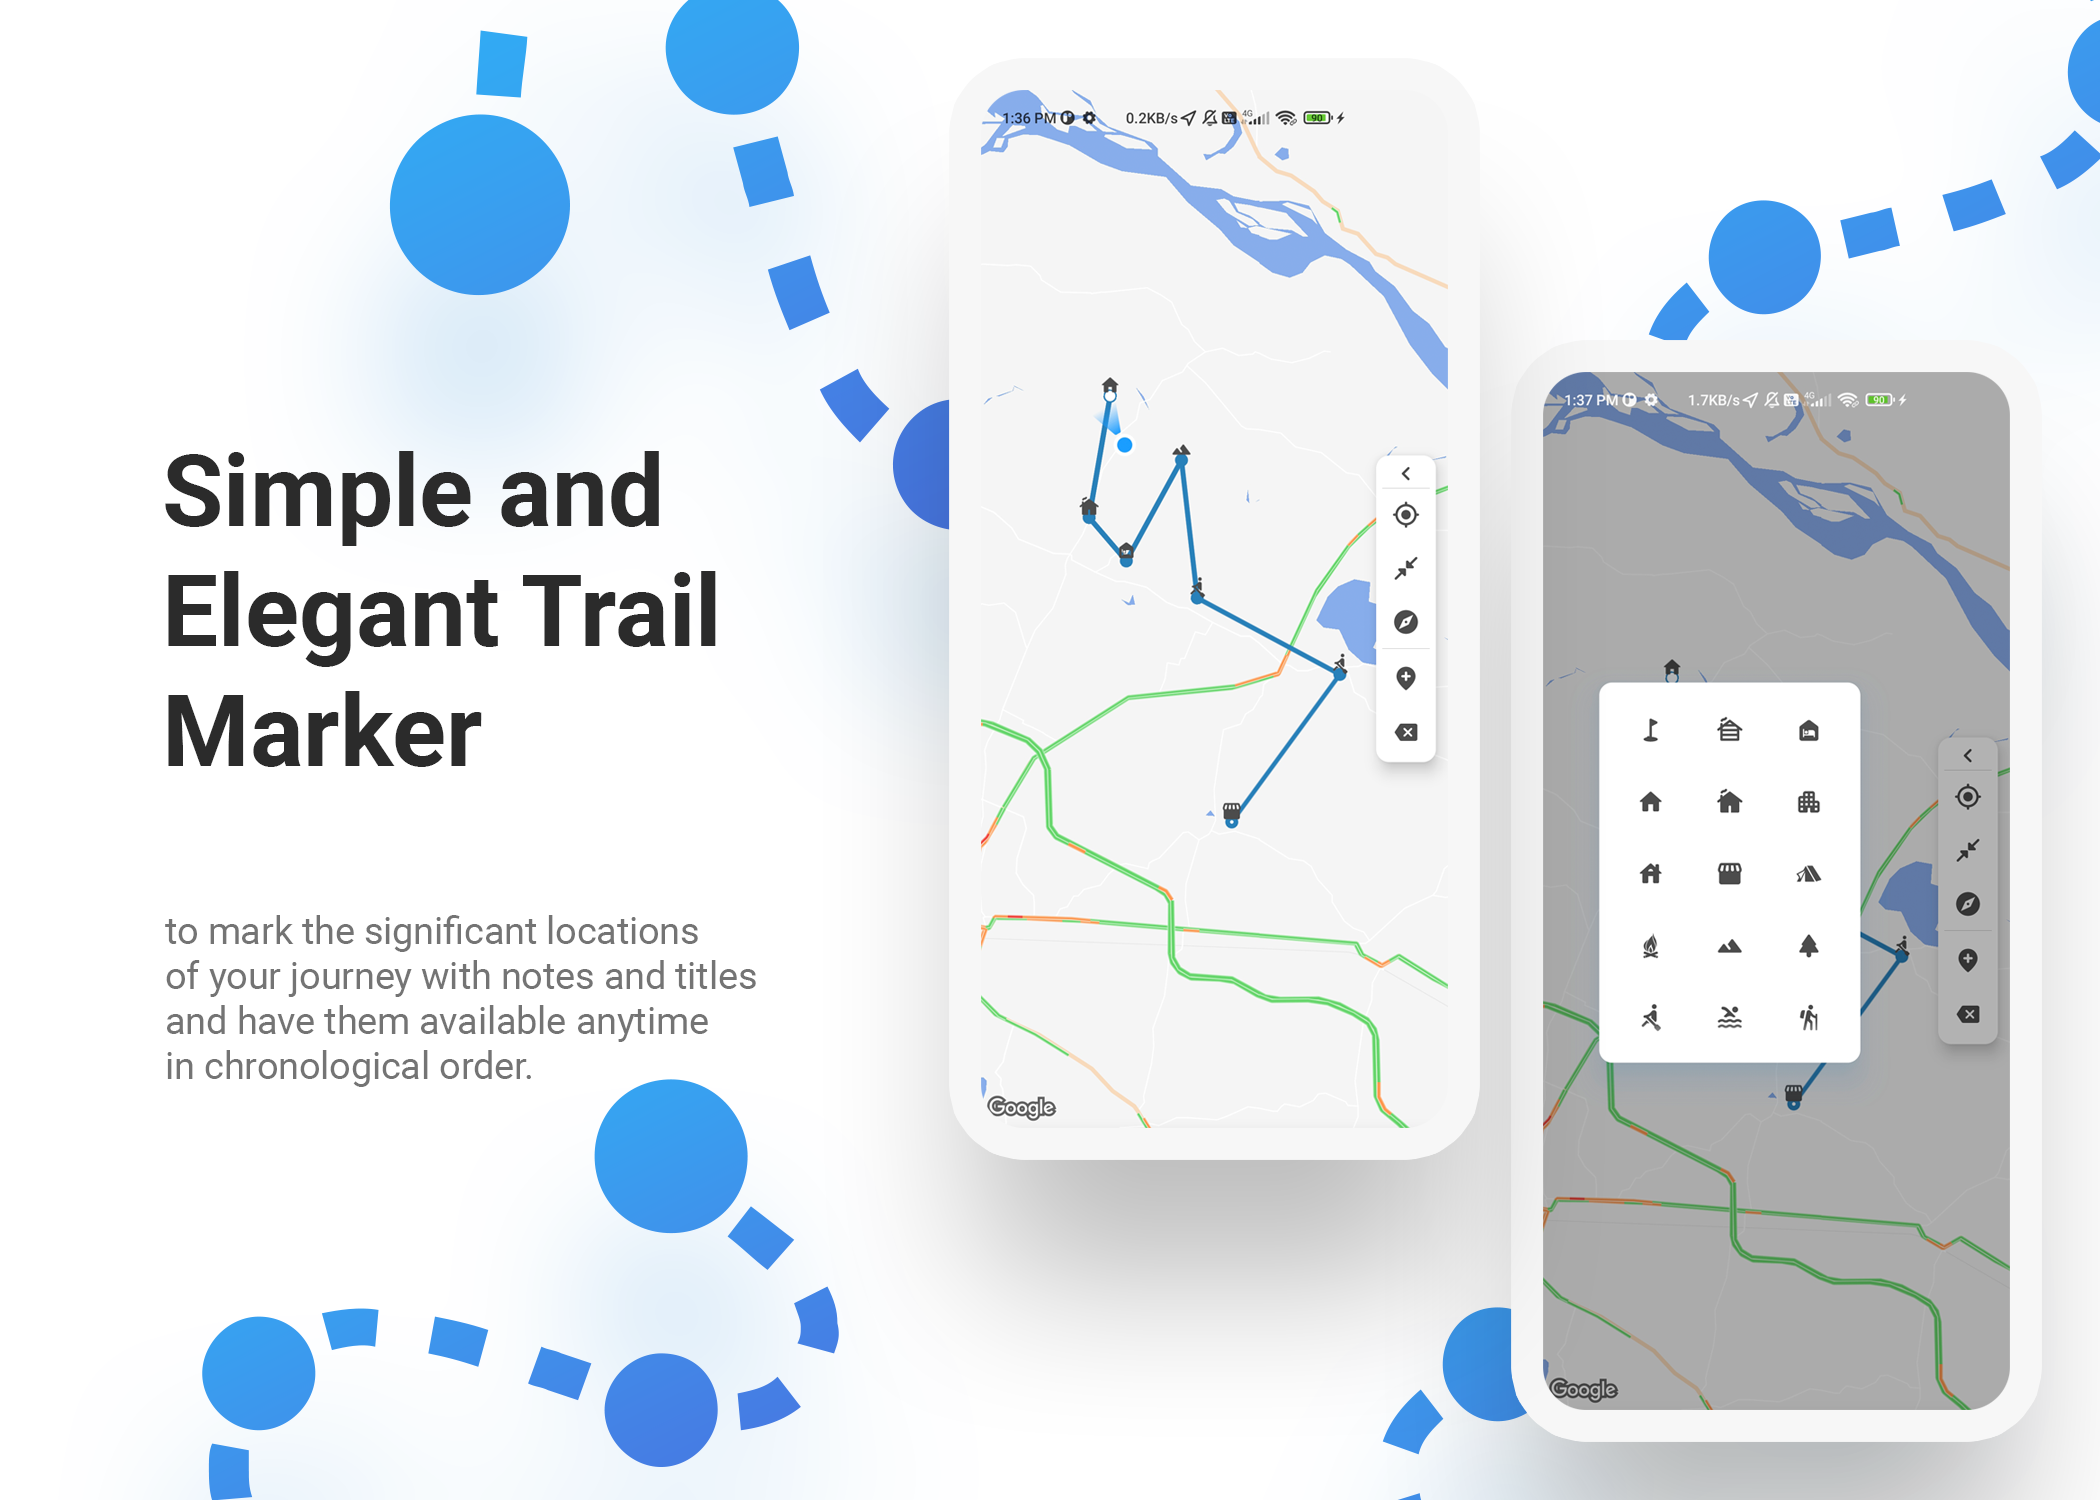 Simple and
Elegant Trail
Marker
to mark the significant locations
of your journey with notes and titles
and have them available anytime
in chronological order.
1:36 PM 0.2KB/s 4G 90
Google
1:37 PM 1.7KB/s 4G 90
Google